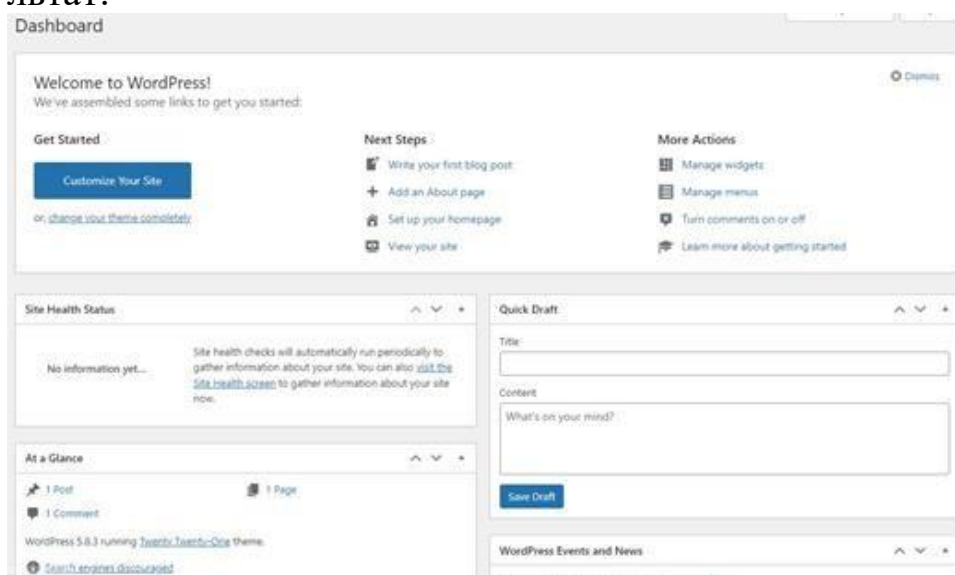 Dashboard
Welcome to WordPress!
We've assembled some links to get you started:
Dismiss
Get Started
Customize Your Site
or, change your theme completely
Next Steps
Write your first blog post
Add an About page
Set up your homepage
View your site
More Actions
Manage widgets
Manage menus
Turn comments on or off
Learn more about getting started
Site Health Status
No information yet...
Site health checks will automatically run periodically to
gather information about your site. You can also visit the
Site Health screen to gather information about your site
now.
At a Glance
1 Post
1 Page
1 Comment
WordPress 5.8.3 running Twenty Twenty-One theme.
Search engines discouraged
Quick Draft
Title
Content
What's on your mind?
Save Draft
WordPress Events and News